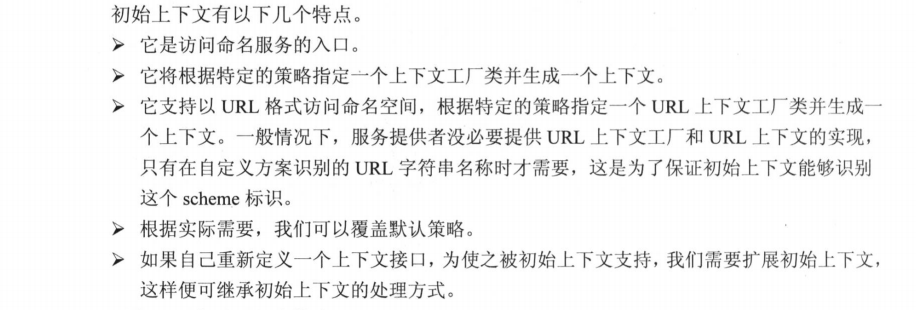 初始上下文有以下几个特点。
➢ 它是访问命名服务的入口。
➢ 它将根据特定的策略指定一个上下文工厂类并生成一个上下文。
➢ 它支持以 URL 格式访问命名空间，根据特定的策略指定一个 URL 上下文工厂类并生成一
个上下文。一般情况下，服务提供者没必要提供 URL 上下文工厂和 URL 上下文的实现，
只有在自定义方案识别的 URL 字符串名称时才需要，这是为了保证初始上下文能够识别
这个 scheme 标识。
➢ 根据实际需要，我们可以覆盖默认策略。
➢ 如果自己重新定义一个上下文接口，为使之被初始上下文支持，我们需要扩展初始上下文，
这样便可继承初始上下文的处理方式。